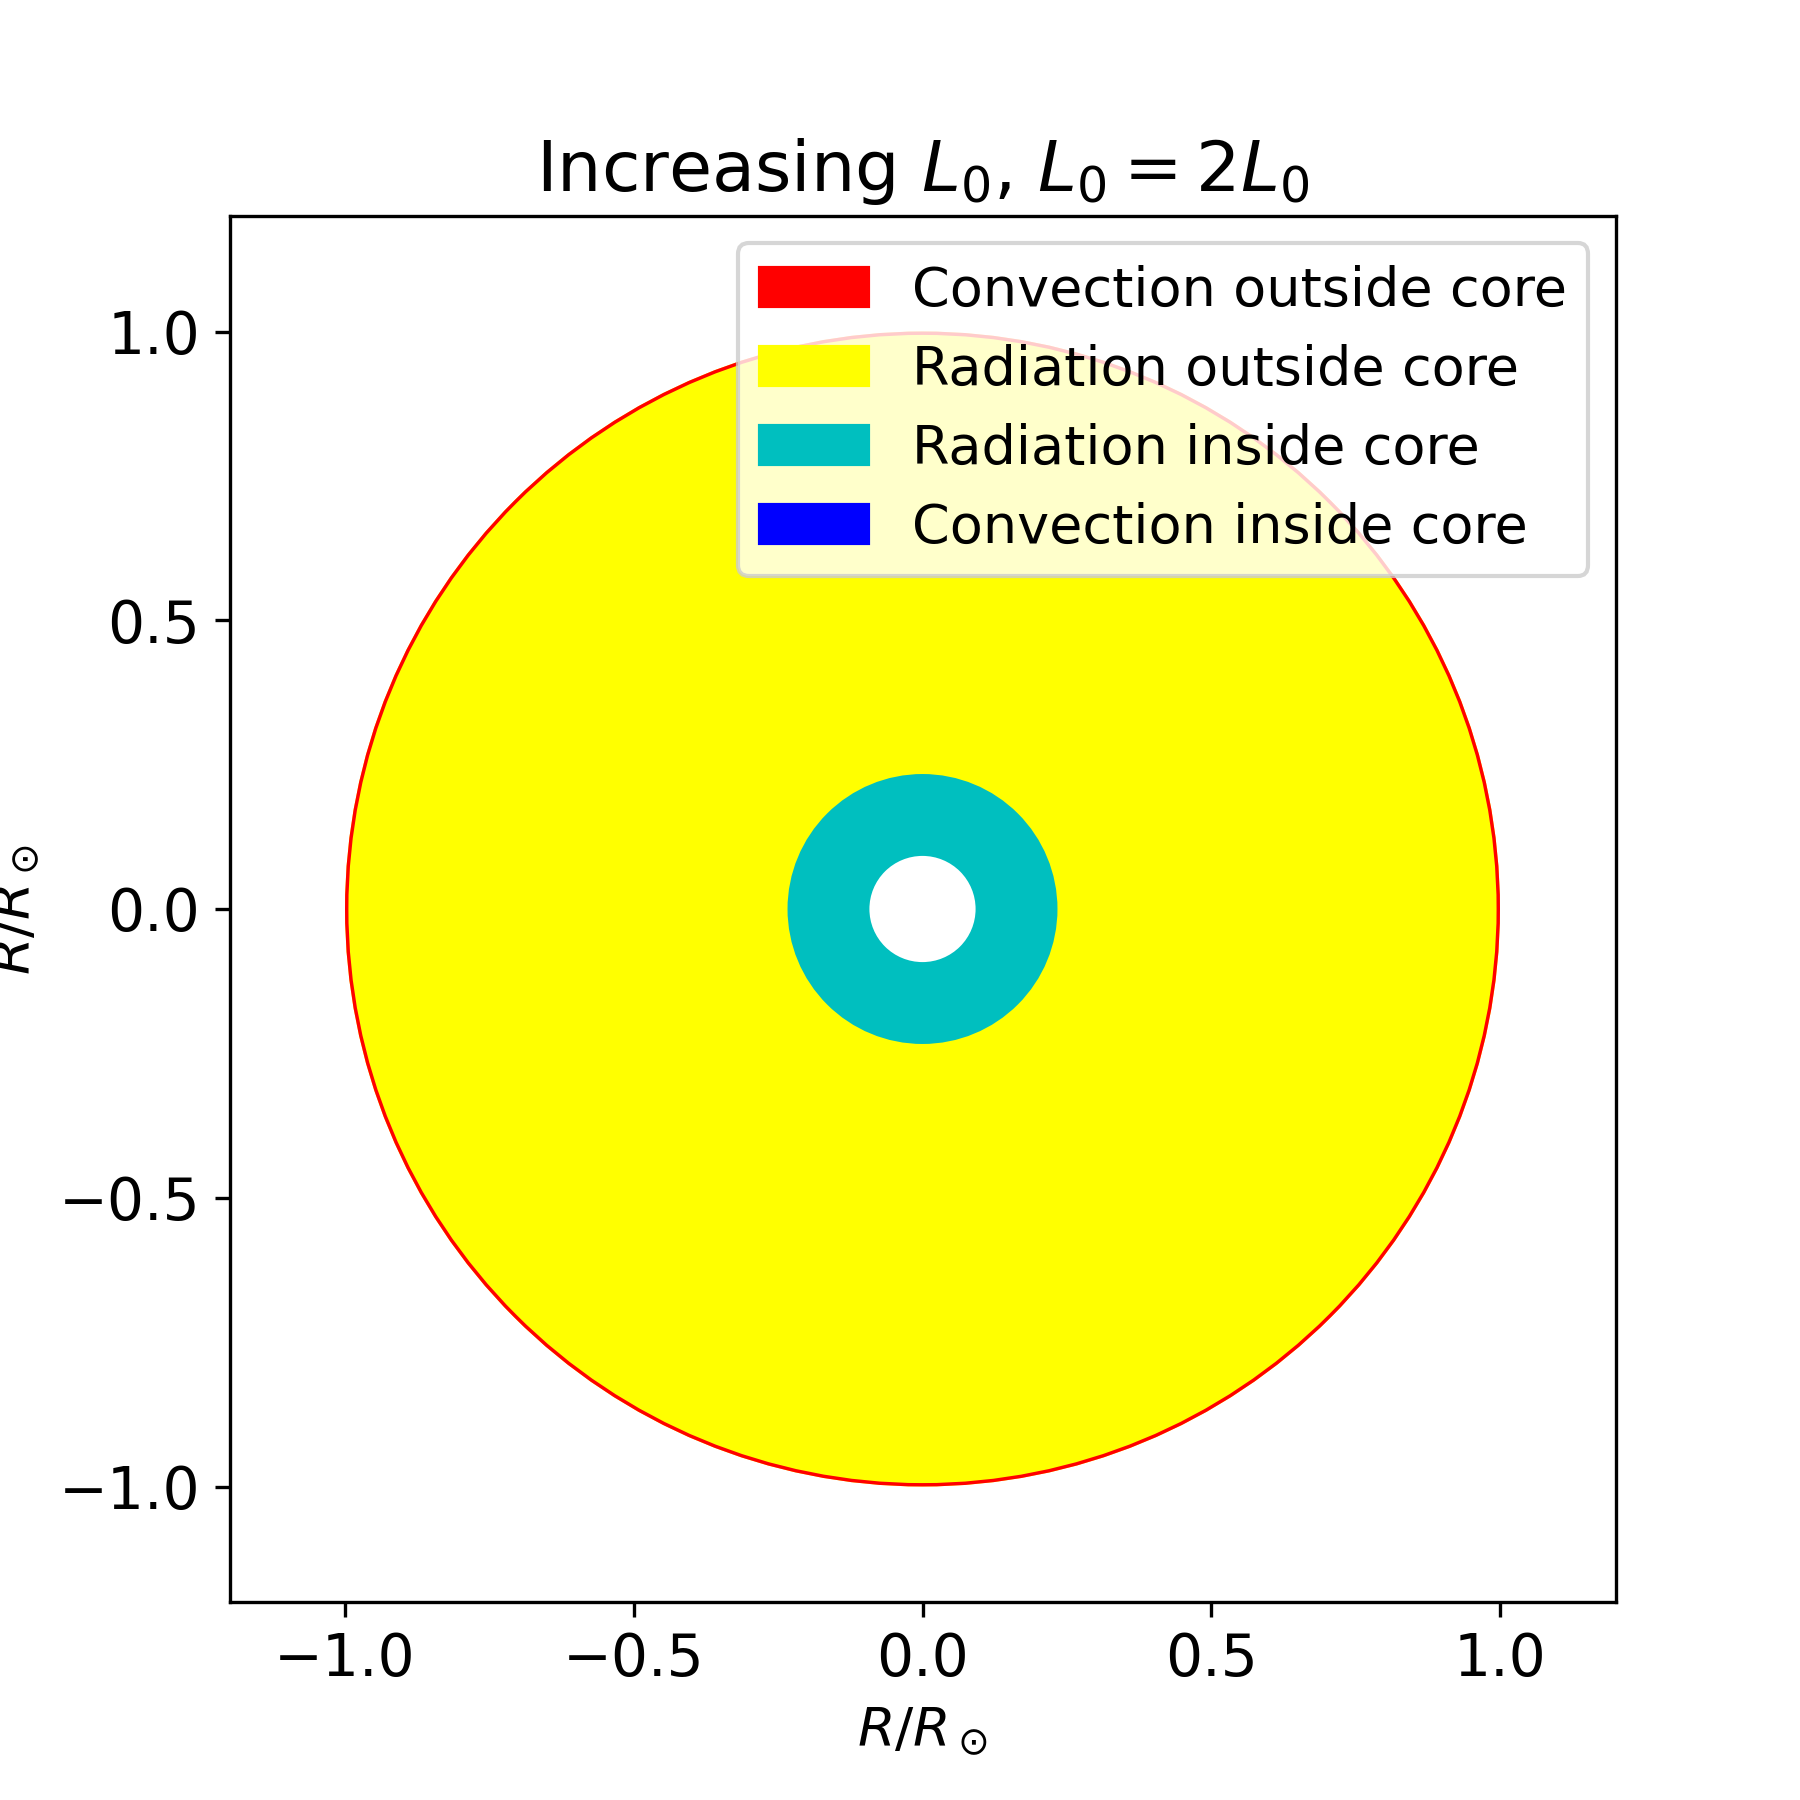 Increasing L₀, L₀ = 2L₀
Convection outside core
Radiation outside core
Radiation inside core
Convection inside core
1.0
0.5
0.0
−0.5
−1.0
R/R⊙
−1.0 −0.5 0.0 0.5 1.0
R/R⊙